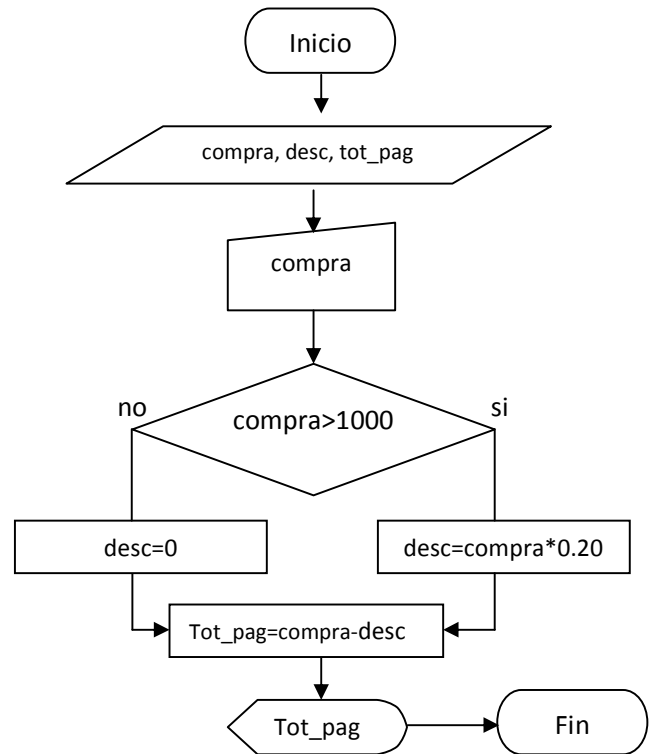 Inicio
compra, desc, tot_pag
compra
no
compra>1000
si
desc=0
desc=compra*0.20
Tot_pag=compra-desc
Tot_pag
Fin